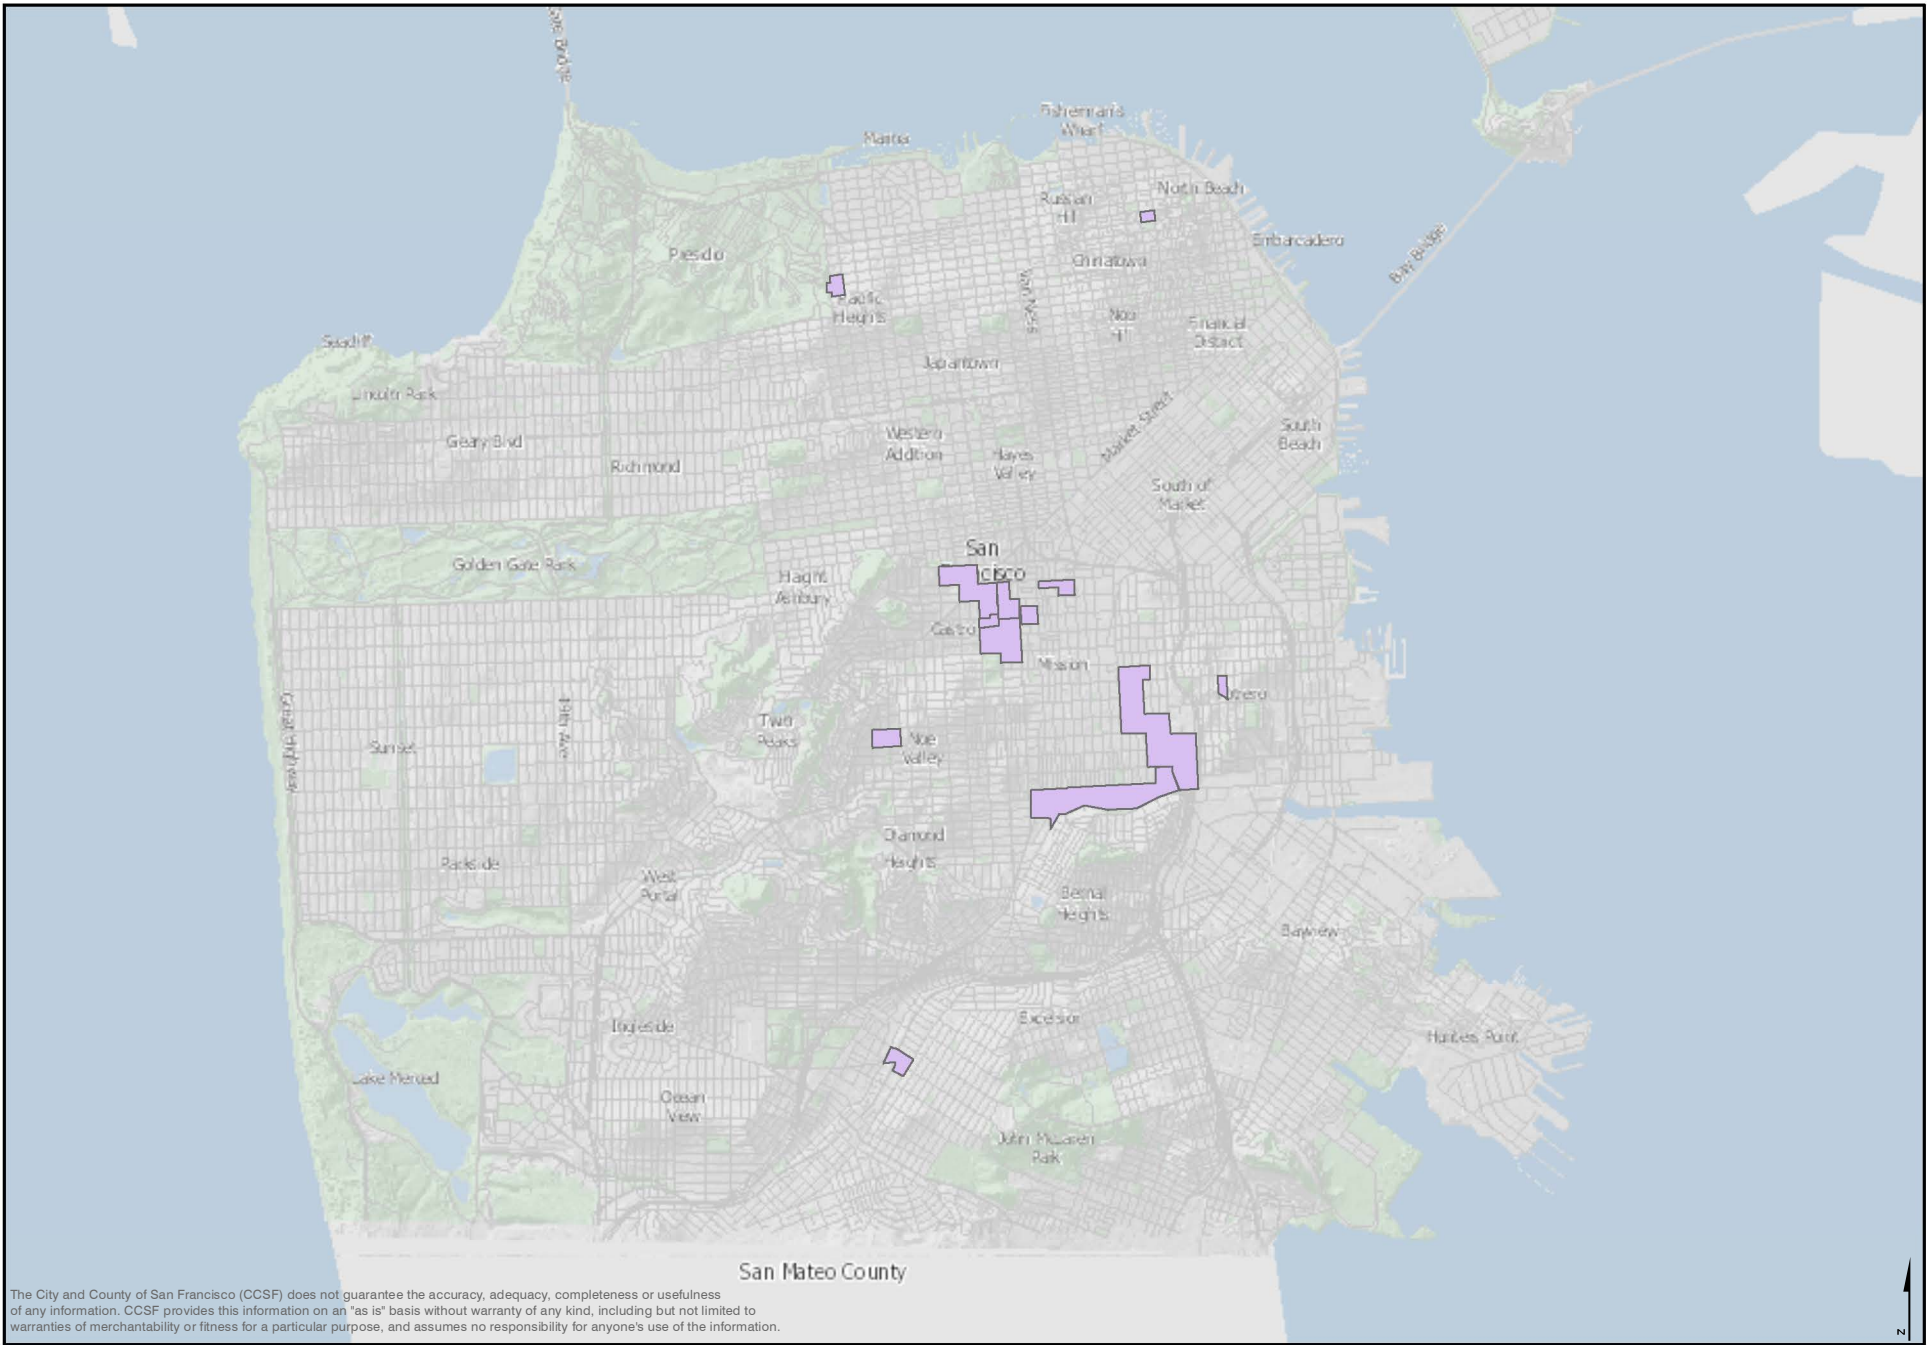 Gate Bridge
Fisherman's
Wharf
Marina
North Beach
Russian
Hill
Embarcadero
Bay Bridge
Presidio
Chinatown
Van Ness
Pacific
Heights
Nob
Hill
Financial
District
Seacliff
Japantown
Lincoln Park
Market Street
South
Beach
Geary Blvd
Western
Addition
Hayes
Valley
Richmond
South of
Market
San
cisco
Golden Gate Park
Haight
Ashbury
Castro
Mission
Potrero
Great Highway
19th Ave
Twin
Peaks
Sunset
Noe
Valley
Diamond
Heights
Parkside
West
Portal
Bernal
Heights
Bayview
Ingleside
Excelsior
Hunters Point
Lake Merced
Ocean
View
John McLaren
Park
San Mateo County
The City and County of San Francisco (CCSF) does not guarantee the accuracy, adequacy, completeness or usefulness
of any information. CCSF provides this information on an "as is" basis without warranty of any kind, including but not limited to
warranties of merchantability or fitness for a particular purpose, and assumes no responsibility for anyone's use of the information.
N